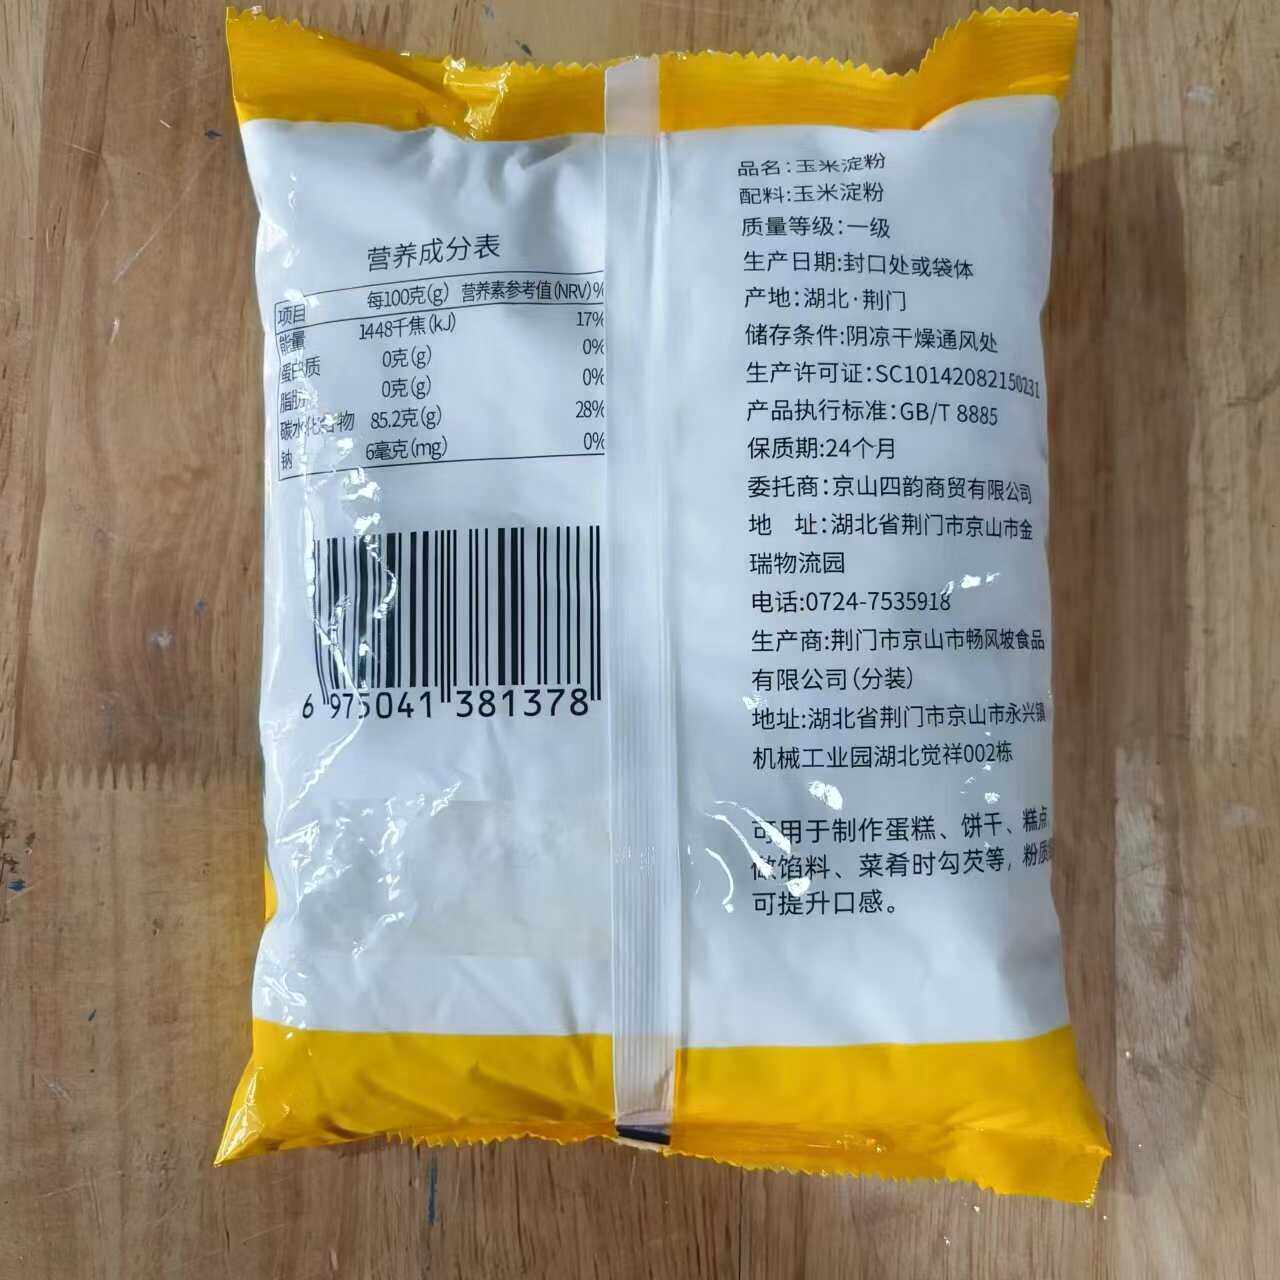 营养成分表
项目 每100克(g) 营养素参考值(NRV)%
能量 1448千焦(kJ) 17%
蛋白质 0克(g) 0%
脂肪 0克(g) 0%
碳水化合物 85.2克(g) 28%
钠 6毫克(mg) 0%
6 975041 381378
品名:玉米淀粉
配料:玉米淀粉
质量等级:一级
生产日期:封口处或袋体
产地:湖北·荆门
储存条件:阴凉干燥通风处
生产许可证:SC10142082150231
产品执行标准:GB/T 8885
保质期:24个月
委托商:京山四韵商贸有限公司
地 址:湖北省荆门市京山市金
瑞物流园
电话:0724-7535918
生产商:荆门市京山市畅风坡食品
有限公司(分装)
地址:湖北省荆门市京山市永兴镇
机械工业园湖北觉祥002栋
可用于制作蛋糕、饼干、糕点
做馅料、菜肴时勾芡等,粉质
可提升口感。